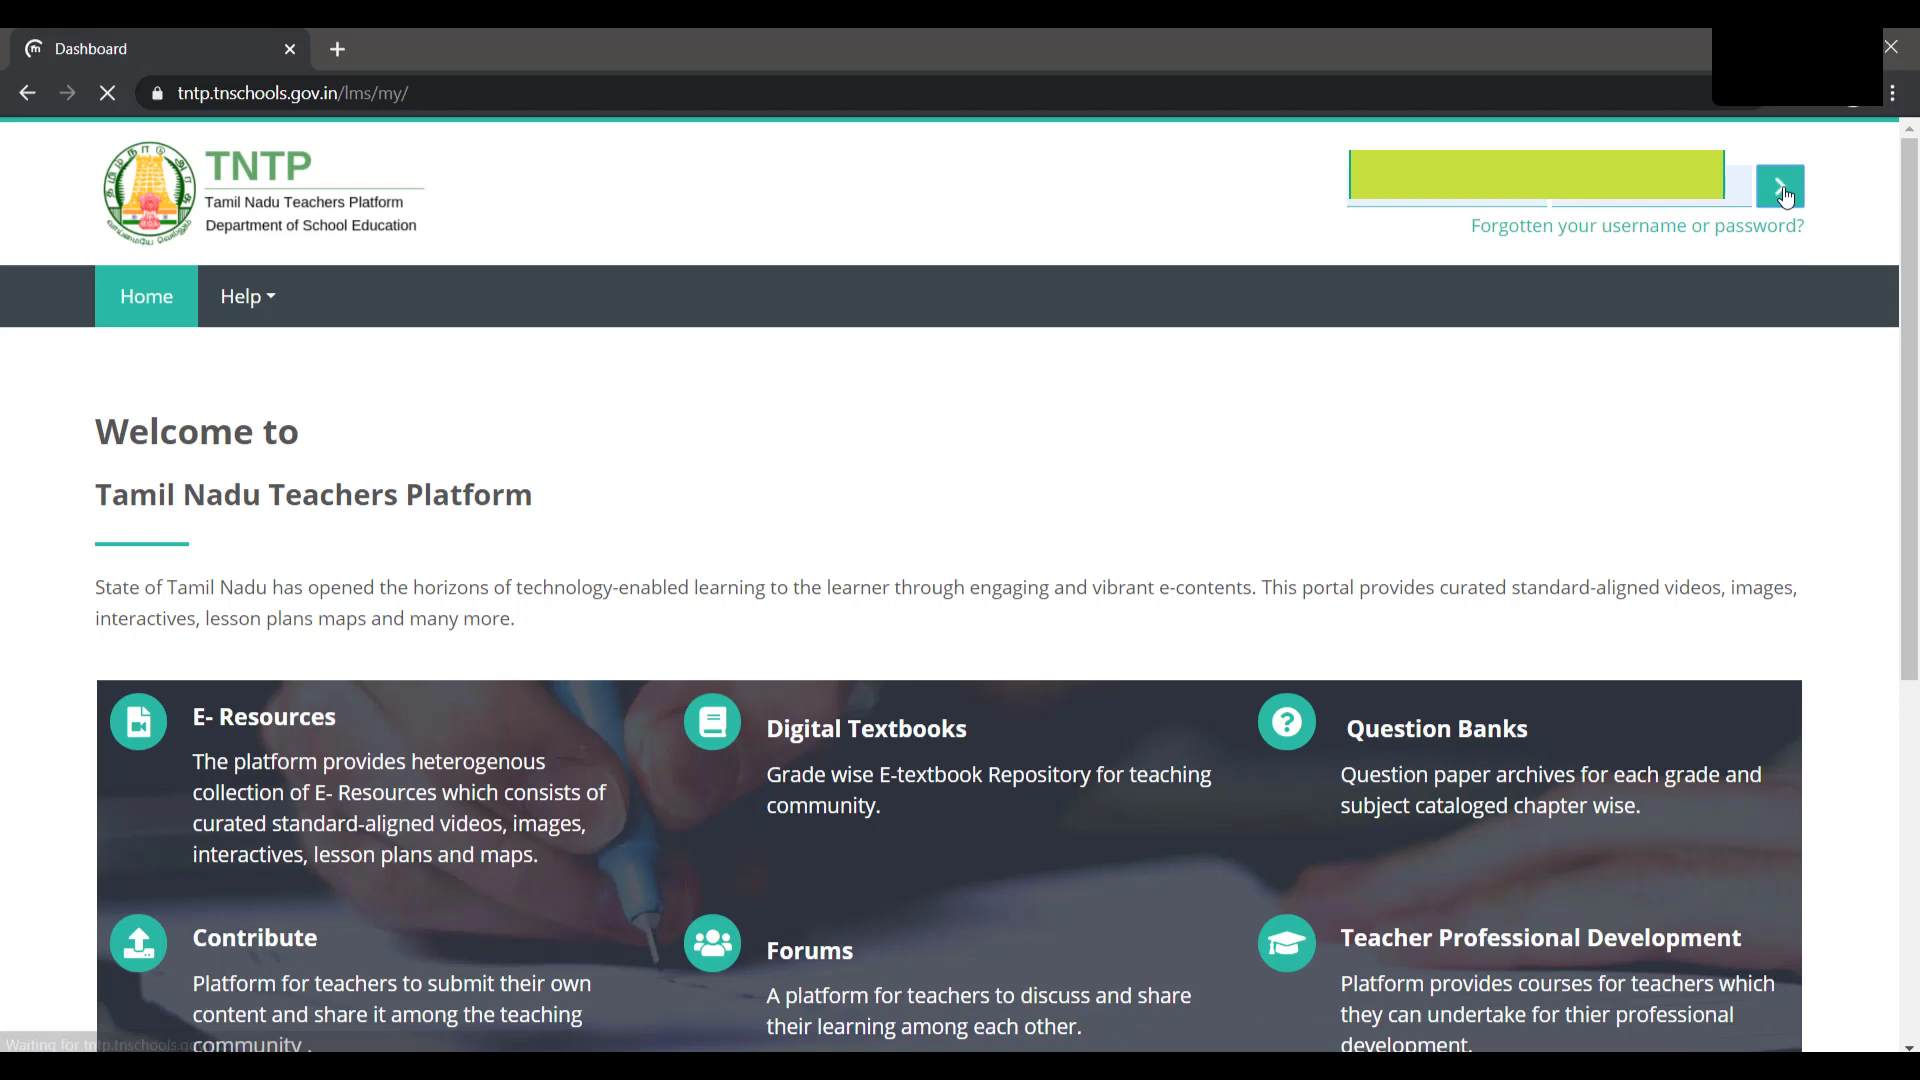 Dashboard
tntp.tnschools.gov.in/lms/my/
TNTP
Tamil Nadu Teachers Platform
Department of School Education
Forgotten your username or password?
Home
Help
Welcome to
Tamil Nadu Teachers Platform
State of Tamil Nadu has opened the horizons of technology-enabled learning to the learner through engaging and vibrant e-contents. This portal provides curated standard-aligned videos, images,
interactives, lesson plans maps and many more.
E- Resources
The platform provides heterogenous
collection of E- Resources which consists of
curated standard-aligned videos, images,
interactives, lesson plans and maps.
Digital Textbooks
Grade wise E-textbook Repository for teaching
community.
Question Banks
Question paper archives for each grade and
subject cataloged chapter wise.
Contribute
Platform for teachers to submit their own
content and share it among the teaching
community .
Forums
A platform for teachers to discuss and share
their learning among each other.
Teacher Professional Development
Platform provides courses for teachers which
they can undertake for thier professional
development.
Waiting for tntp.tnschools.go